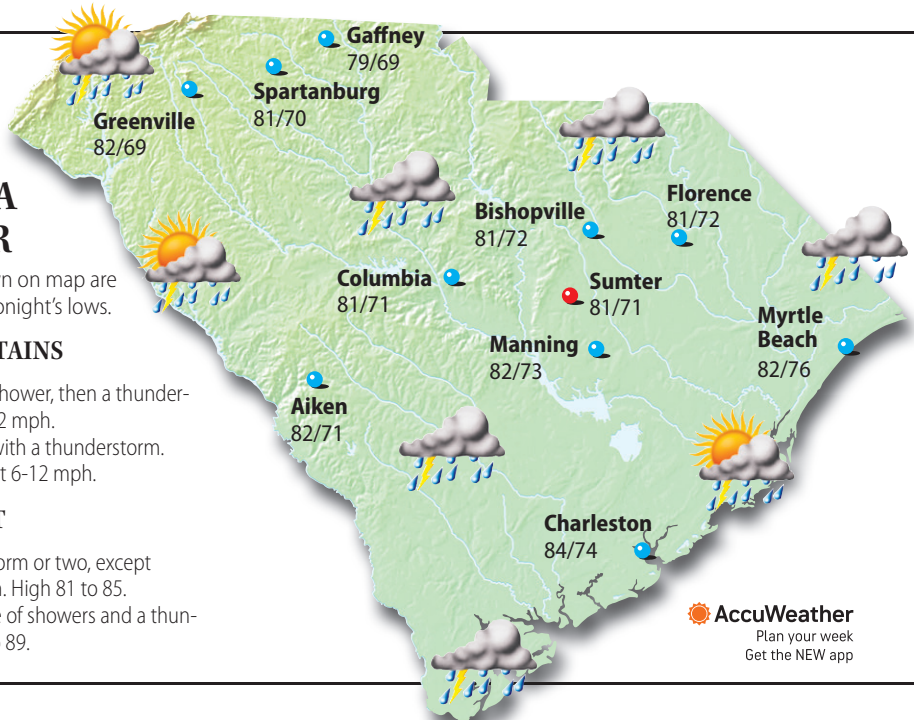 A
R
n on map are
onight's lows.
TAINS
hower, then a thunder-
2 mph.
with a thunderstorm.
t 6-12 mph.
T
orm or two, except
. High 81 to 85.
e of showers and a thun-
89.
Gaffney
79/69
Spartanburg
81/70
Greenville
82/69
Florence
81/72
Bishopville
81/72
Columbia
81/71
Sumter
81/71
Myrtle
Beach
82/76
Manning
82/73
Aiken
82/71
Charleston
84/74
AccuWeather
Plan your week
Get the NEW app